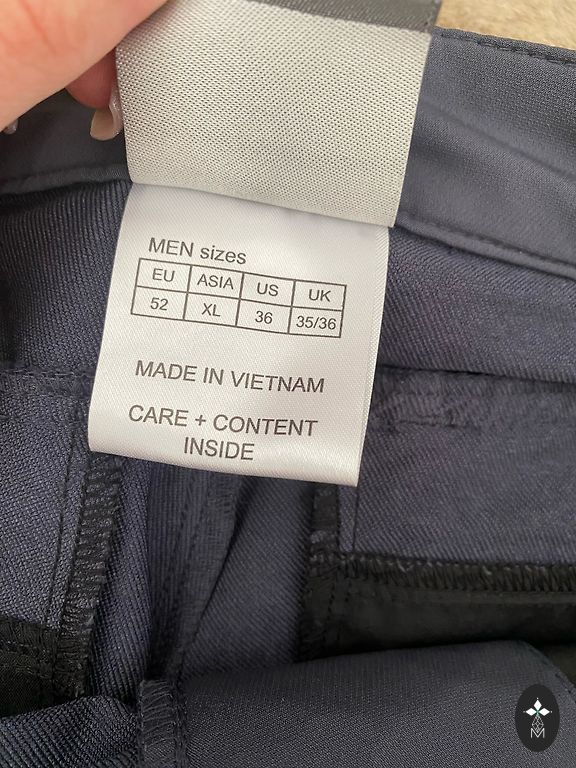 MEN sizes
EU ASIA US UK
52 XL 36 35/36
MADE IN VIETNAM
CARE + CONTENT
INSIDE
M